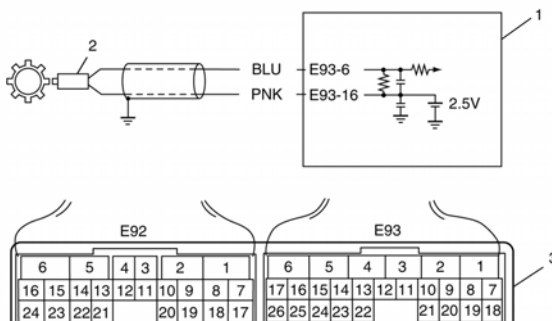 1
2
BLU E93-6
PNK E93-16
2.5V
E92 E93
3
6 5 4 3 2 1 6 5 4 3 2 1
16 15 14 13 12 11 10 9 8 7 17 16 15 14 13 12 11 10 9 8 7
24 23 22 21 20 19 18 17 26 25 24 23 22 21 20 19 18